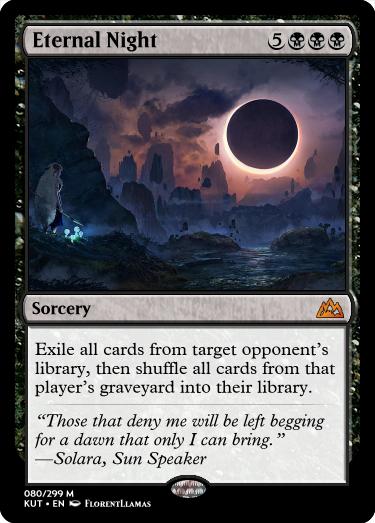 Eternal Night 5
Sorcery
Exile all cards from target opponent's
library, then shuffle all cards from that
player's graveyard into their library.
“Those that deny me will be left begging
for a dawn that only I can bring.”
—Solara, Sun Speaker
080/299 M
KUT • EN FlorentLlamas